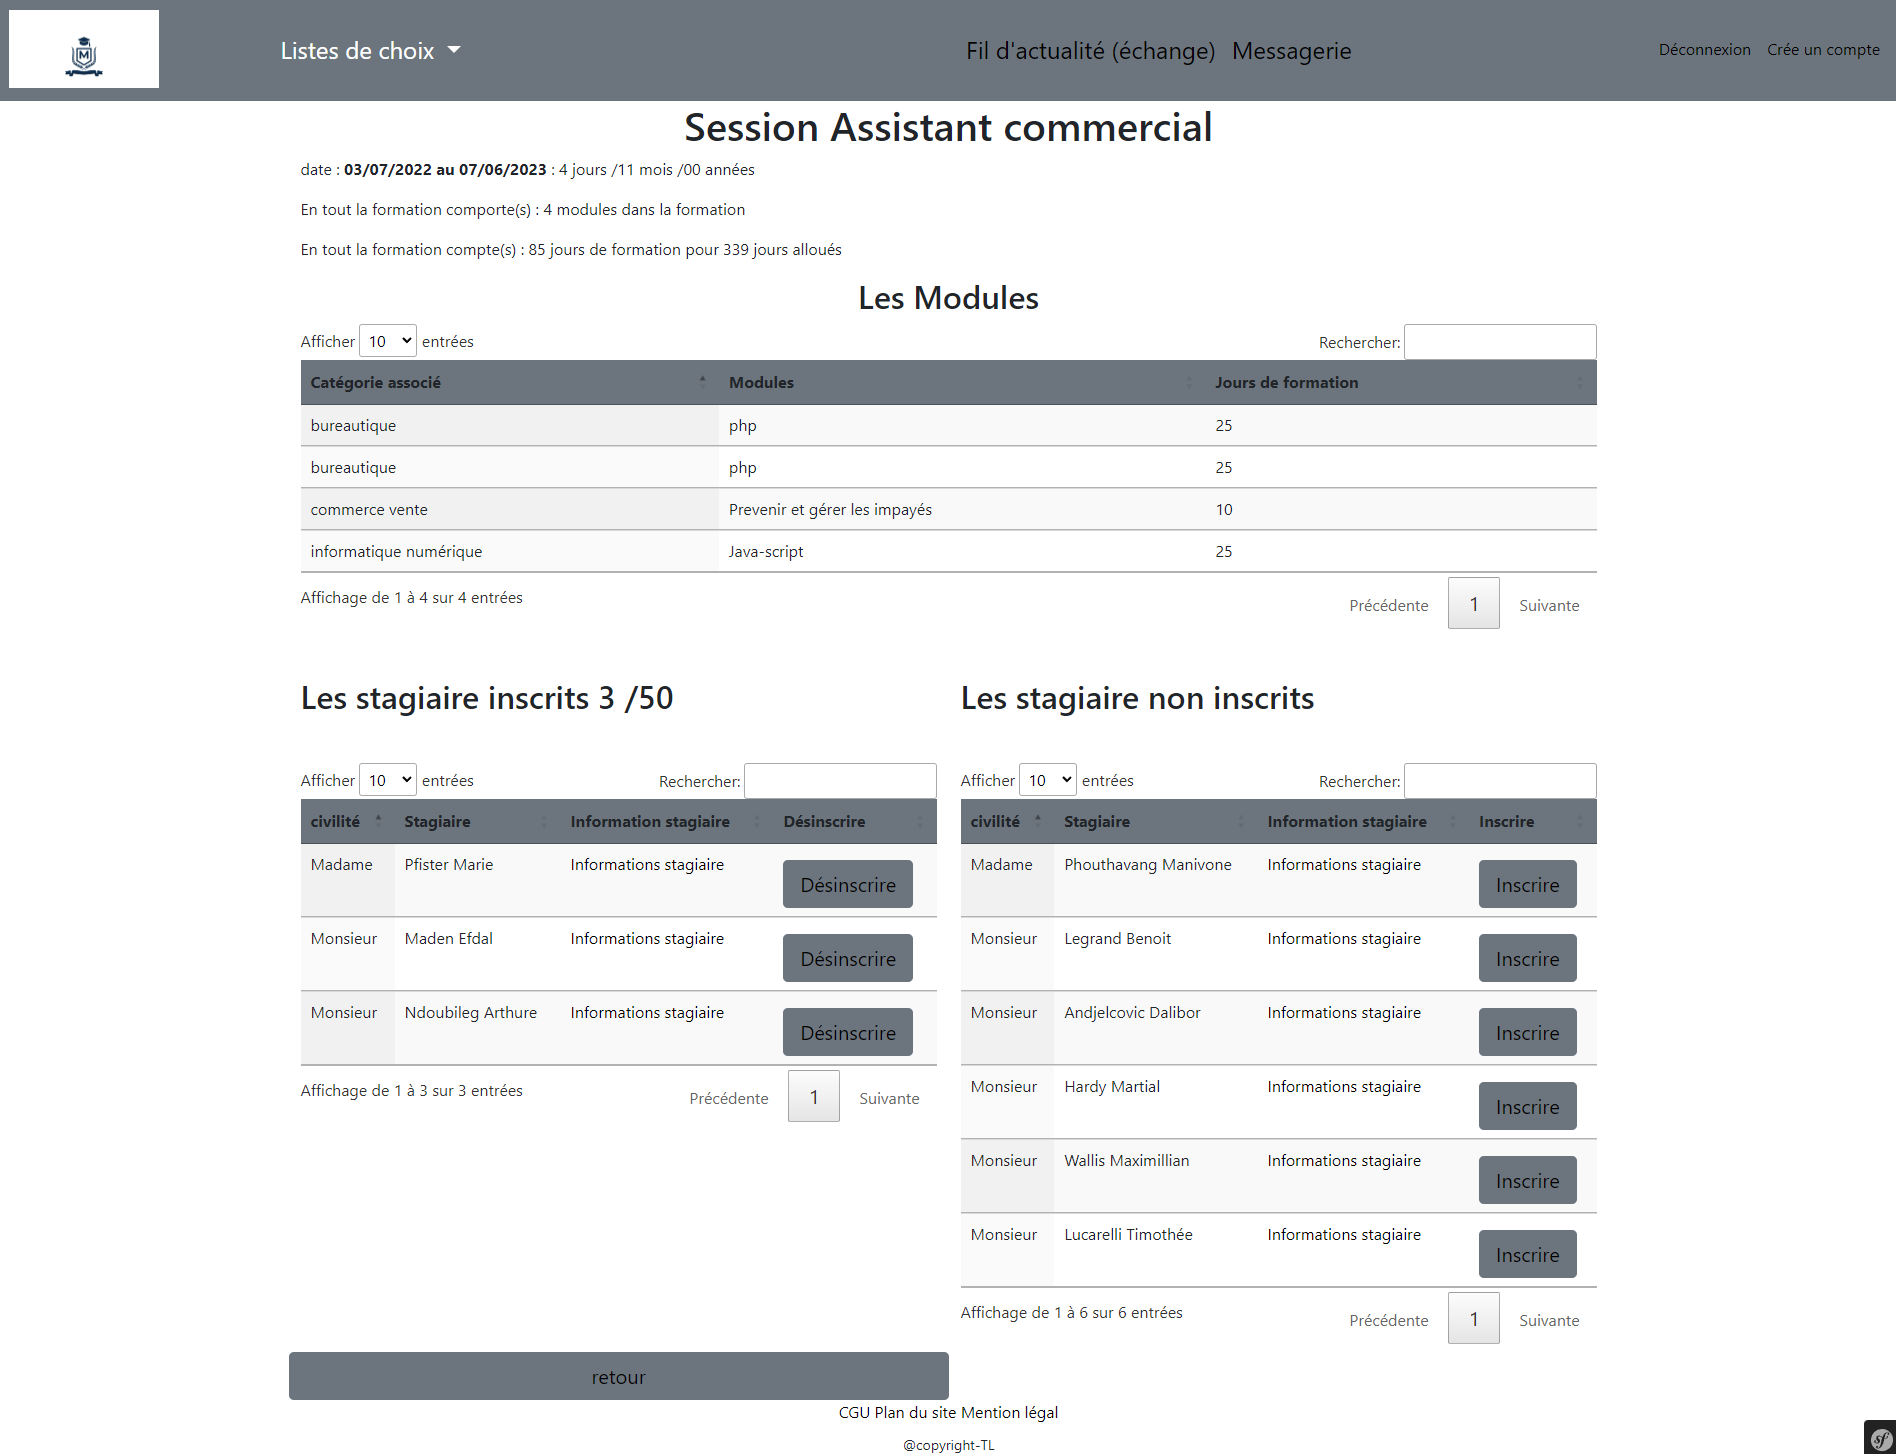 M
Listes de choix
Fil d'actualité (échange) Messagerie
Déconnexion Crée un compte
Session Assistant commercial
date : 03/07/2022 au 07/06/2023 : 4 jours /11 mois /00 années
En tout la formation comporte(s) : 4 modules dans la formation
En tout la formation compte(s) : 85 jours de formation pour 339 jours alloués
Les Modules
Afficher 10 entrées Rechercher:
Catégorie associé Modules Jours de formation
bureautique php 25
bureautique php 25
commerce vente Prevenir et gérer les impayés 10
informatique numérique Java-script 25
Affichage de 1 à 4 sur 4 entrées Précédente 1 Suivante
Les stagiaire inscrits 3 /50
Afficher 10 entrées Rechercher:
civilité Stagiaire Information stagiaire Désinscrire
Madame Pfister Marie Informations stagiaire Désinscrire
Monsieur Maden Efdal Informations stagiaire Désinscrire
Monsieur Ndoubileg Arthure Informations stagiaire Désinscrire
Affichage de 1 à 3 sur 3 entrées Précédente 1 Suivante
Les stagiaire non inscrits
Afficher 10 entrées Rechercher:
civilité Stagiaire Information stagiaire Inscrire
Madame Phouthavang Manivone Informations stagiaire Inscrire
Monsieur Legrand Benoit Informations stagiaire Inscrire
Monsieur Andjelcovic Dalibor Informations stagiaire Inscrire
Monsieur Hardy Martial Informations stagiaire Inscrire
Monsieur Wallis Maximillian Informations stagiaire Inscrire
Monsieur Lucarelli Timothée Informations stagiaire Inscrire
Affichage de 1 à 6 sur 6 entrées Précédente 1 Suivante
retour
CGU Plan du site Mention légal
@copyright-TL
sf